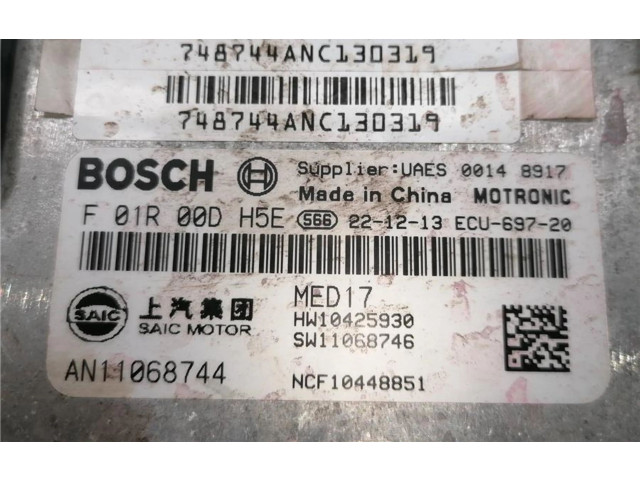 748744ANC130319
748744ANC130319
BOSCH Supplier:UAES 0014 8917
Made in China MOTRONIC
F 01R 00D H5E 566 22-12-13 ECU-697-20
SAIC 上汽集团 SAIC MOTOR
MED17
HW10425930
SW11068746
AN11068744 NCF10448851